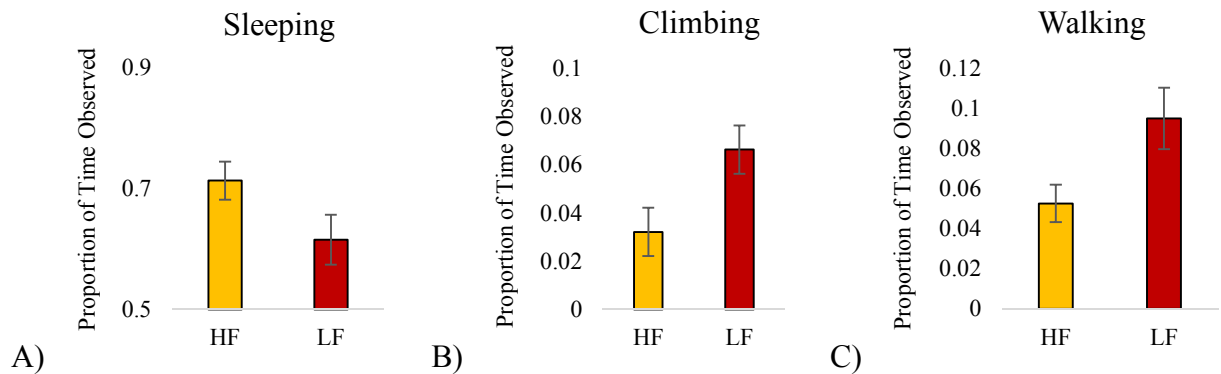 Sleeping
Proportion of Time Observed
0.9
0.7
0.5
HF LF
A)
Climbing
Proportion of Time Observed
0.1
0.08
0.06
0.04
0.02
0
HF LF
B)
Walking
Proportion of Time Observed
0.12
0.1
0.08
0.06
0.04
0.02
0
HF LF
C)